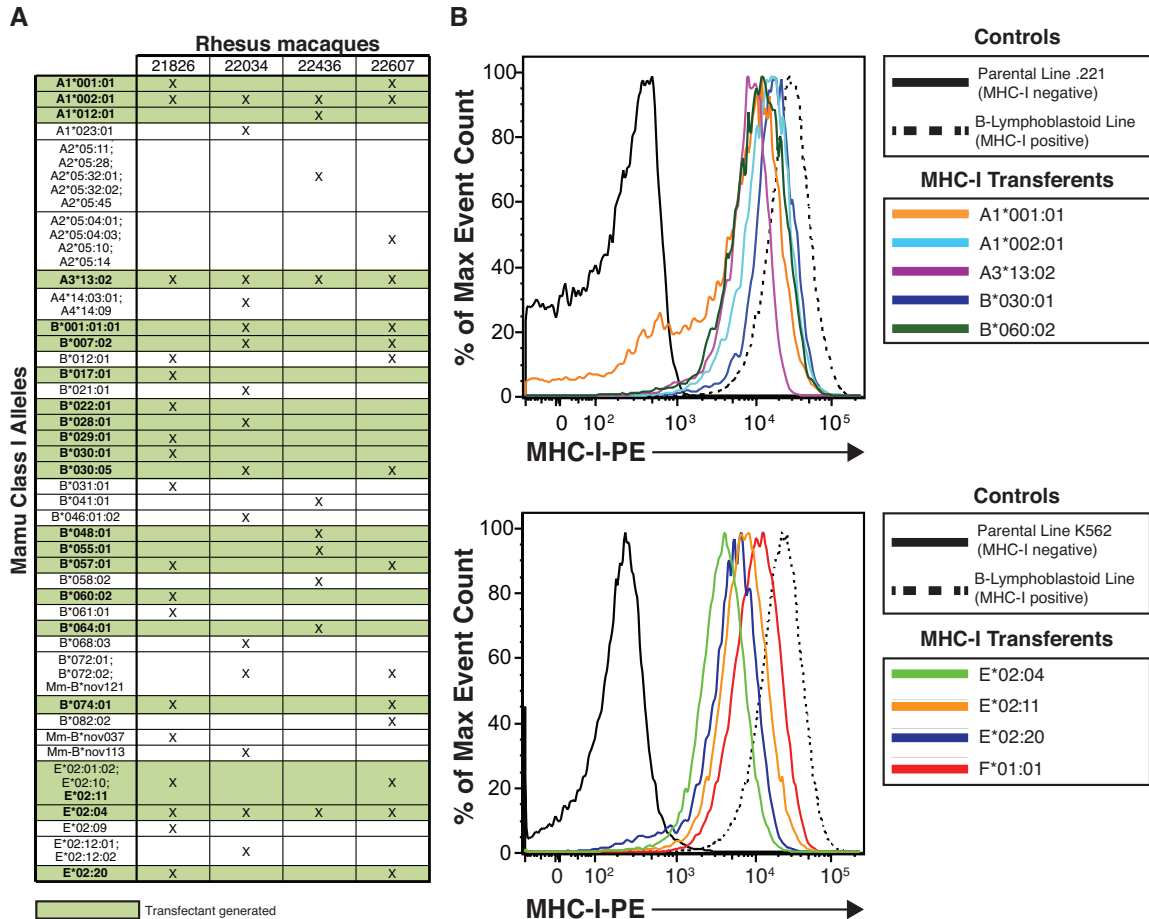 A
Rhesus macaques
21826 22034 22436 22607
Mamu Class I Alleles
A1*001:01 X X
A1*002:01 X X X X
A1*012:01 X
A1*023:01 X
A2*05:11;
A2*05:28;
A2*05:32:01; X
A2*05:32:02;
A2*05:45
A2*05:04:01;
A2*05:04:03; X
A2*05:10;
A2*05:14
A3*13:02 X X X X
A4*14:03:01; X
A4*14:09
B*001:01:01 X X
B*007:02 X X
B*012:01 X X
B*017:01 X
B*021:01 X
B*022:01 X
B*028:01 X
B*029:01 X
B*030:01 X
B*030:05 X X
B*031:01 X
B*041:01 X
B*046:01:02 X
B*048:01 X
B*055:01 X
B*057:01 X X
B*058:02 X
B*060:02 X
B*061:01 X
B*064:01 X
B*068:03 X
B*072:01;
B*072:02; X X
Mm-B*nov121
B*074:01 X X
B*082:02 X
Mm-B*nov037 X
Mm-B*nov113 X
E*02:01:02;
E*02:10; X X
E*02:11
E*02:04 X X X X
E*02:09 X
E*02:12:01; X
E*02:12:02
E*02:20 X X
Transfectant generated
B
% of Max Event Count
100
80
60
40
20
0
0 10² 10³ 10⁴ 10⁵
MHC-I-PE
Controls
Parental Line .221
(MHC-I negative)
B-Lymphoblastoid Line
(MHC-I positive)
MHC-I Transferents
A1*001:01
A1*002:01
A3*13:02
B*030:01
B*060:02
% of Max Event Count
100
80
60
40
20
0
0 10² 10³ 10⁴ 10⁵
MHC-I-PE
Controls
Parental Line K562
(MHC-I negative)
B-Lymphoblastoid Line
(MHC-I positive)
MHC-I Transferents
E*02:04
E*02:11
E*02:20
F*01:01